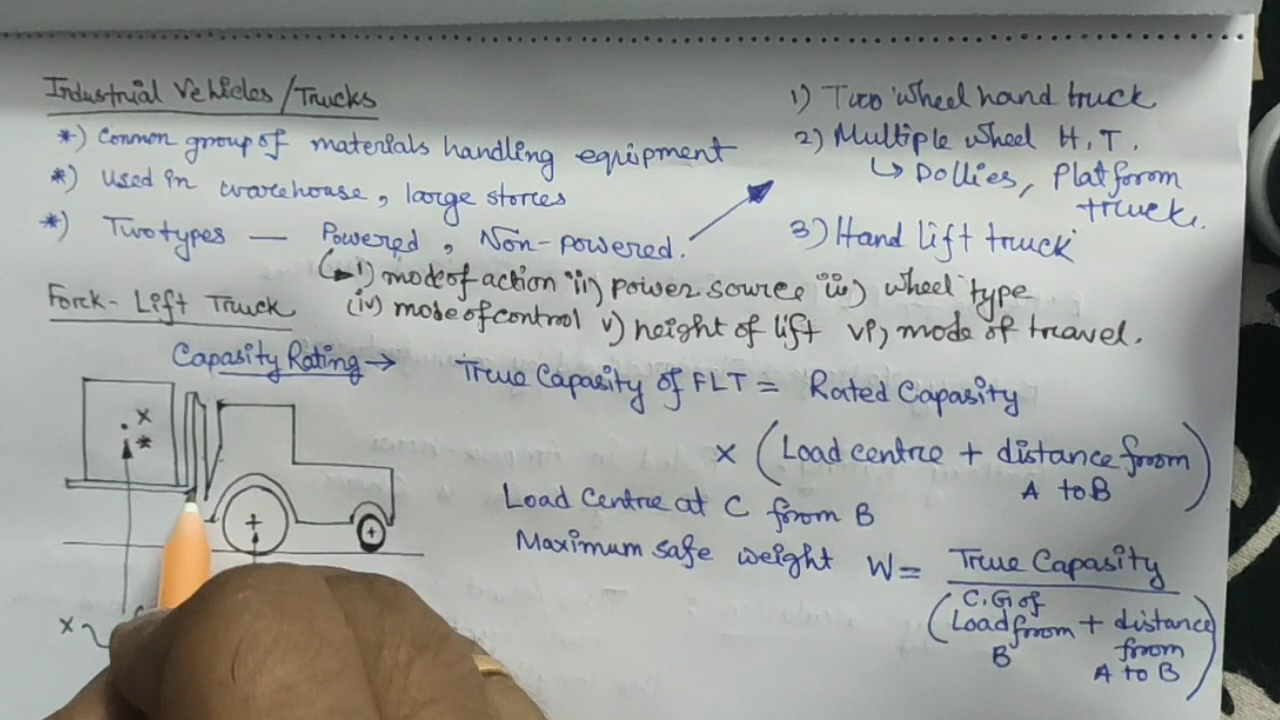 Industrial Vehicles/Trucks
*) Common group of materials handling equipment
*) Used in warehouse, large stores
*) Two types — Powered, Non-powered.
↳ i) mode of action ii) power source iii) wheel type
(iv) mode of control v) height of lift vi) mode of travel.
1) Two wheel hand truck
2) Multiple wheel H.T.
↳ Dollies, Platform
truck.
3) Hand lift truck
Fork-Lift Truck
Capasity Rating →
True Capasity of FLT = Rated Capasity
× (Load centre + distance from
A to B)
Load Centre at C from B
Maximum safe weight W = True Capasity
(C.G of
Load from + distance
B from
A to B)
x
*
+
+
x